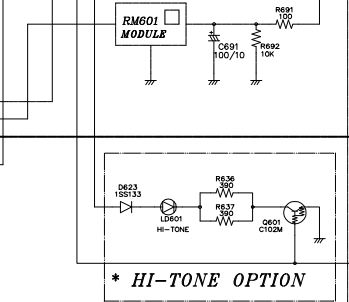 RM601
MODULE
R691
100
C691
100/10
R692
10K
D623
1SS133
LD601
HI-TONE
R636
390
R637
390
Q601
C102M
* HI-TONE OPTION